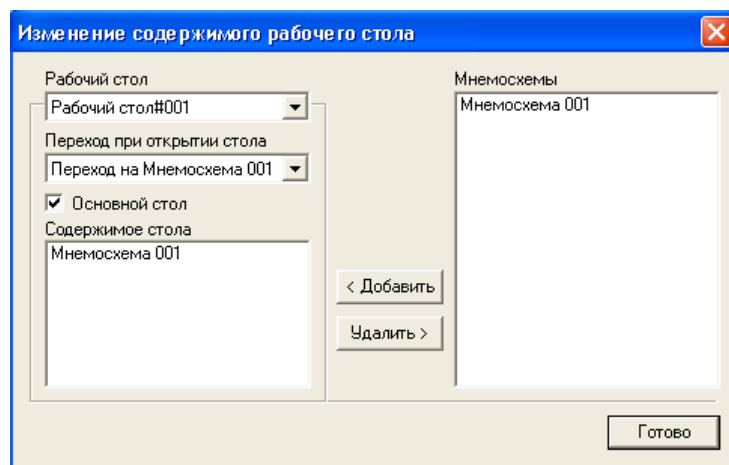 Изменение содержимого рабочего стола
Рабочий стол
Рабочий стол#001
Переход при открытии стола
Переход на Мнемосхема 001
Основной стол
Содержимое стола
Мнемосхема 001
< Добавить
Удалить >
Мнемосхемы
Мнемосхема 001
Готово